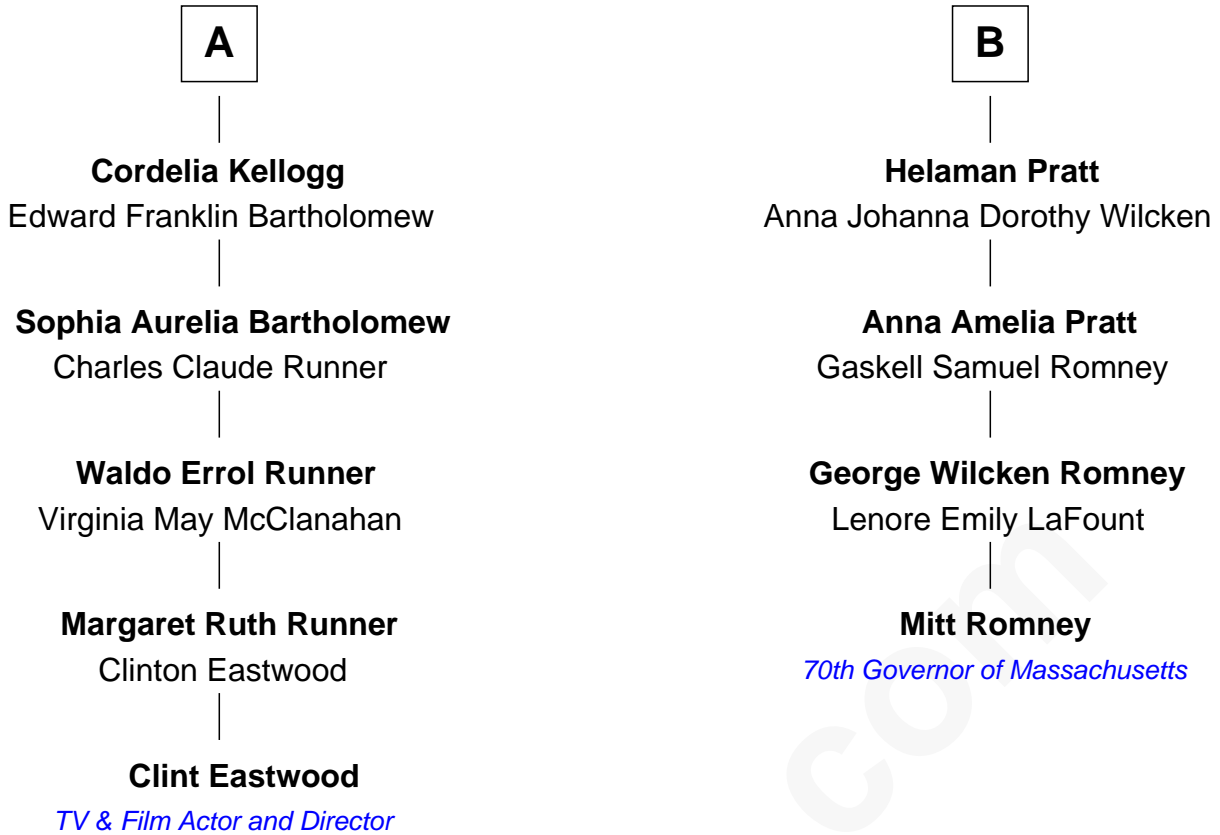 A
Cordelia Kellogg
Edward Franklin Bartholomew
Sophia Aurelia Bartholomew
Charles Claude Runner
Waldo Errol Runner
Virginia May McClanahan
Margaret Ruth Runner
Clinton Eastwood
Clint Eastwood
TV & Film Actor and Director
B
Helaman Pratt
Anna Johanna Dorothy Wilcken
Anna Amelia Pratt
Gaskell Samuel Romney
George Wilcken Romney
Lenore Emily LaFount
Mitt Romney
70th Governor of Massachusetts
com